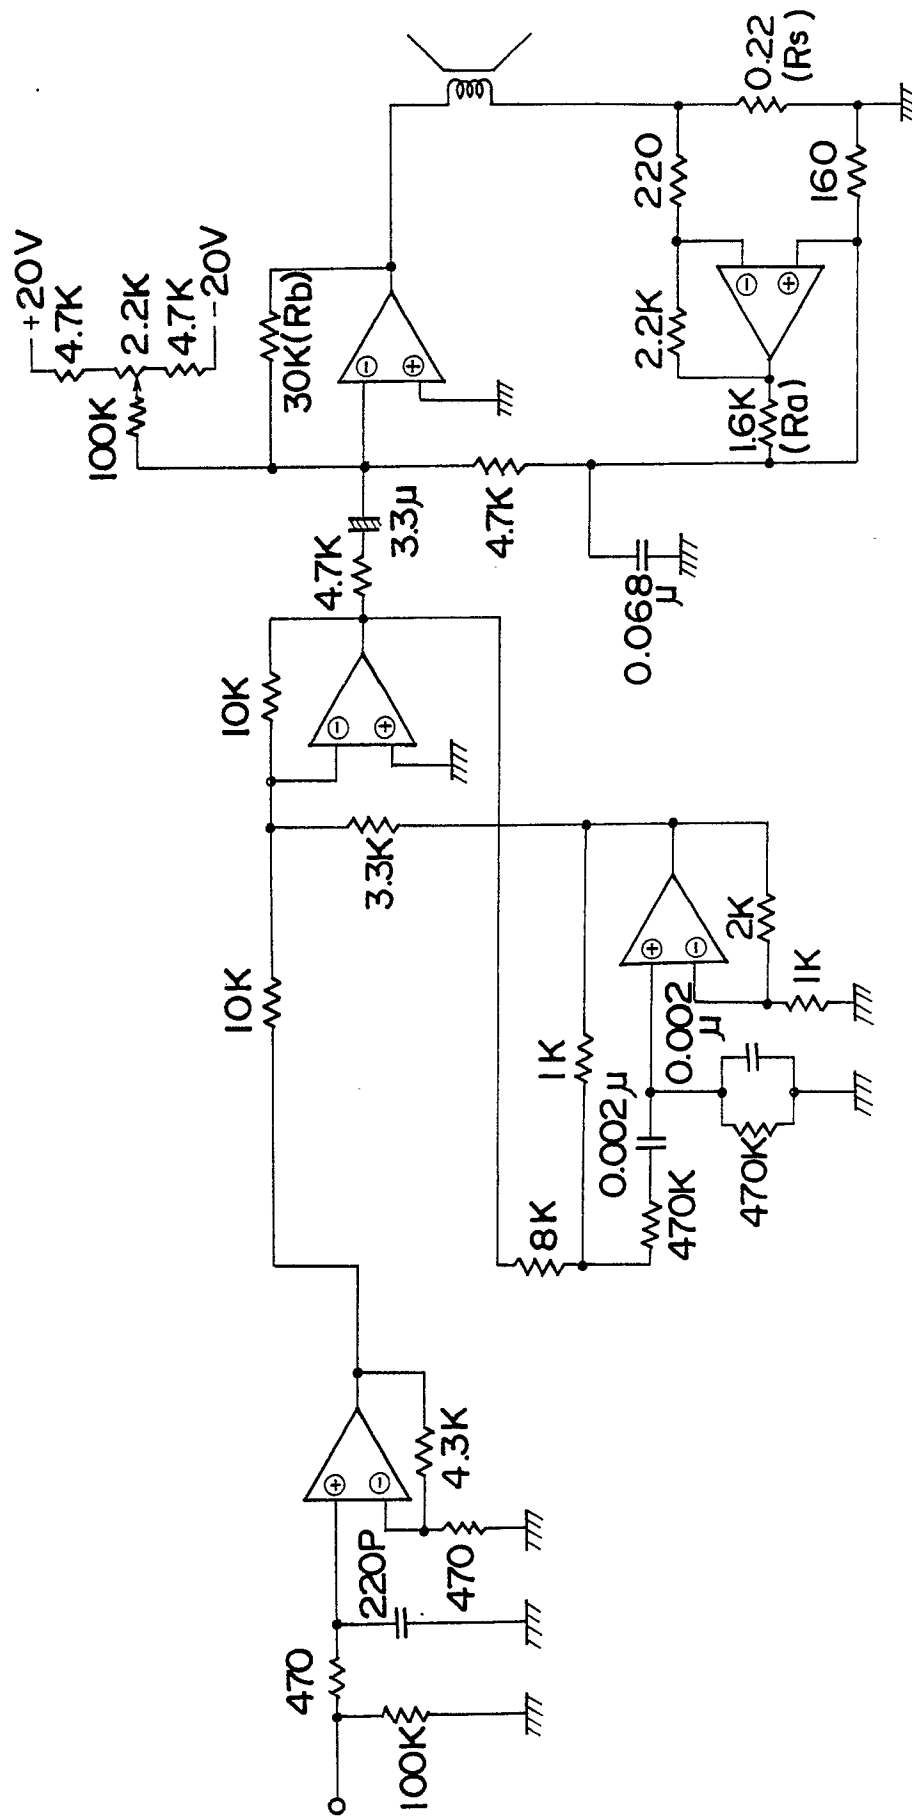 470
100K
220P
470
4.3K
10K
10K
3.3K
8K
1K
0.002μ
470K
0.002
μ
470K
2K
1K
4.7K
3.3μ
+20V
4.7K
2.2K
4.7K
-20V
100K
30K(Rb)
4.7K
0.068
μ
1.6K
(Ra)
2.2K
220
160
0.22
(Rs)
+
-
-
+
+
-
-
+
-
+